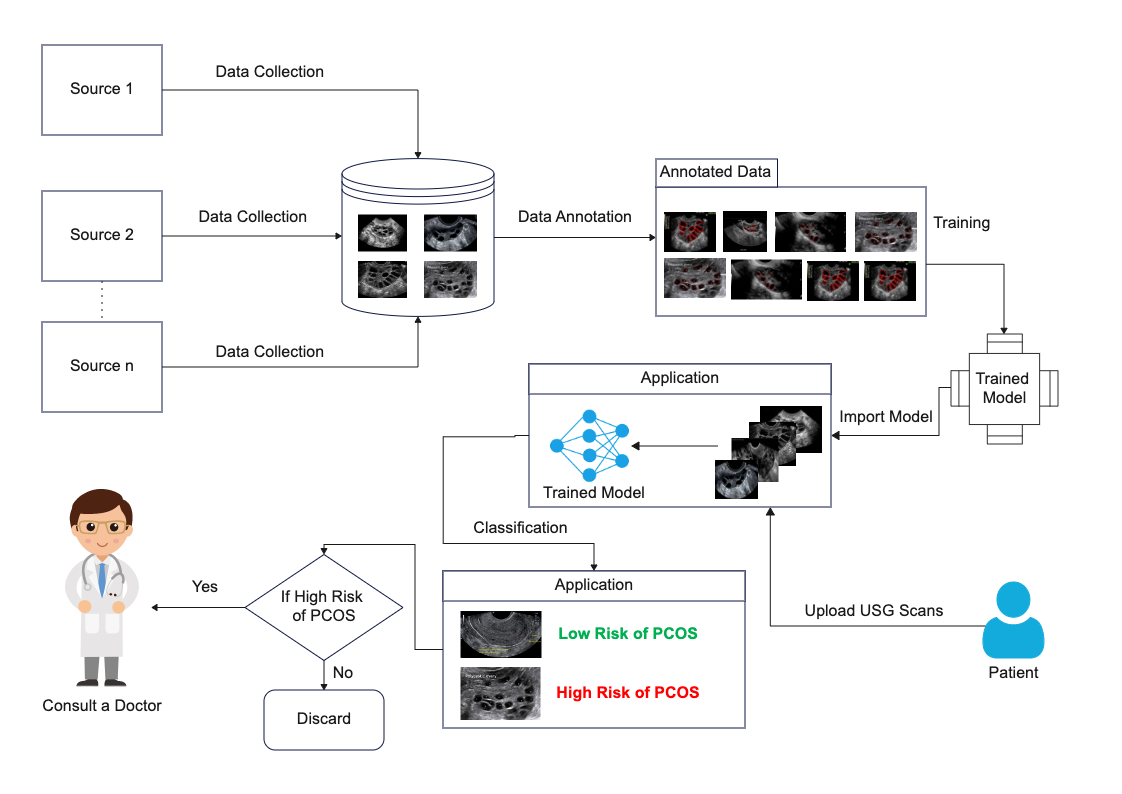 Source 1
Data Collection
Source 2
Data Collection
Source n
Data Collection
Data Annotation
Annotated Data
Training
Trained
Model
Import Model
Application
Trained Model
Classification
Upload USG Scans
Patient
Application
Low Risk of PCOS
High Risk of PCOS
If High Risk
of PCOS
Yes
No
Discard
Consult a Doctor